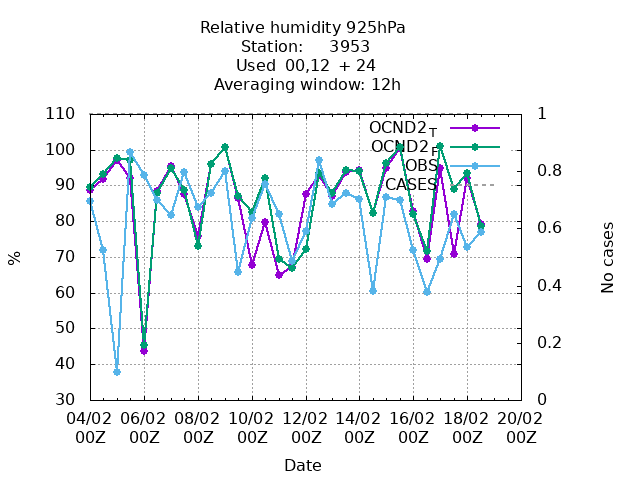 Relative humidity 925hPa
Station: 3953
Used 00,12 + 24
Averaging window: 12h
OCND2_T
OCND2_r
OBS
CASES
110
100
90
80
70
60
50
40
30
1
0.8
0.6
0.4
0.2
0
%
No cases
04/02 06/02 08/02 10/02 12/02 14/02 16/02 18/02 20/02
00Z 00Z 00Z 00Z 00Z 00Z 00Z 00Z 00Z
Date